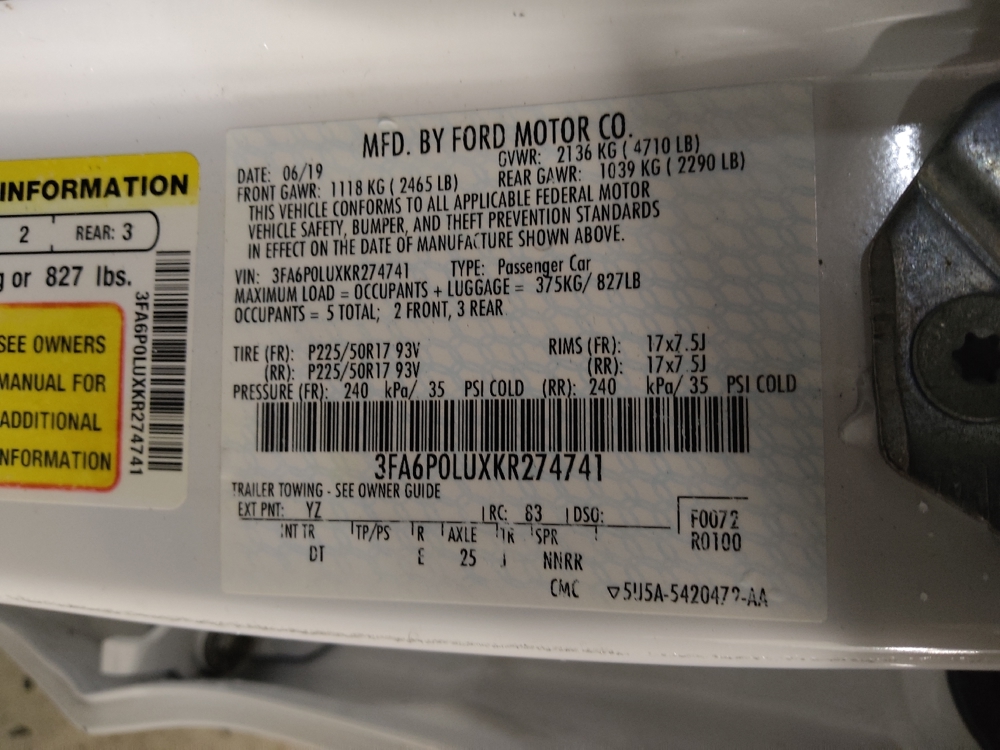 INFORMATION
2 REAR: 3
g or 827 lbs.
SEE OWNERS
MANUAL FOR
ADDITIONAL
INFORMATION
3FA6P0LUXKR274741
MFD. BY FORD MOTOR CO.
DATE: 06/19 GVWR: 2136 KG ( 4710 LB)
FRONT GAWR: 1118 KG ( 2465 LB) REAR GAWR: 1039 KG ( 2290 LB)
THIS VEHICLE CONFORMS TO ALL APPLICABLE FEDERAL MOTOR
VEHICLE SAFETY, BUMPER, AND THEFT PREVENTION STANDARDS
IN EFFECT ON THE DATE OF MANUFACTURE SHOWN ABOVE.
VIN: 3FA6P0LUXKR274741 TYPE: Passenger Car
MAXIMUM LOAD = OCCUPANTS + LUGGAGE = 375KG/ 827LB
OCCUPANTS = 5 TOTAL; 2 FRONT, 3 REAR
TIRE (FR): P225/50R17 93V RIMS (FR): 17x7.5J
(RR): P225/50R17 93V (RR): 17x7.5J
PRESSURE (FR): 240 kPa/ 35 PSI COLD (RR): 240 kPa/ 35 PSI COLD
3FA6P0LUXKR274741
TRAILER TOWING - SEE OWNER GUIDE
EXT PNT: YZ RC: 83 DSO: F0072
INT TR TP/PS R AXLE TR SPR R0100
DT E 25 J NNRR
CMC ▽5U5A-5420472-AA